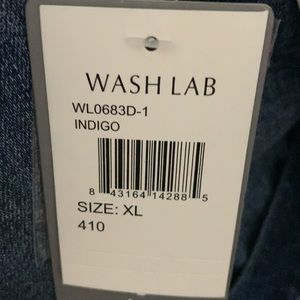 WASH LAB
WL0683D-1
INDIGO
8 43164 14288 5
SIZE: XL
410